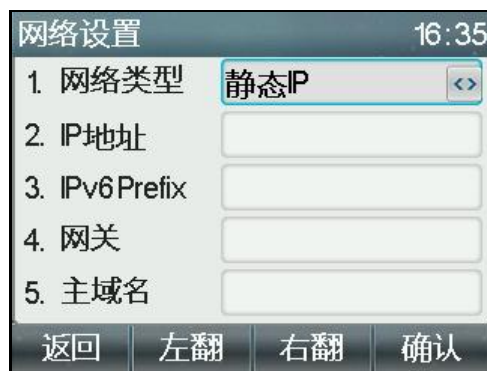 网络设置 16:35
1. 网络类型 静态IP
2. IP地址
3. IPv6 Prefix
4. 网关
5. 主域名
返回 左翻 右翻 确认